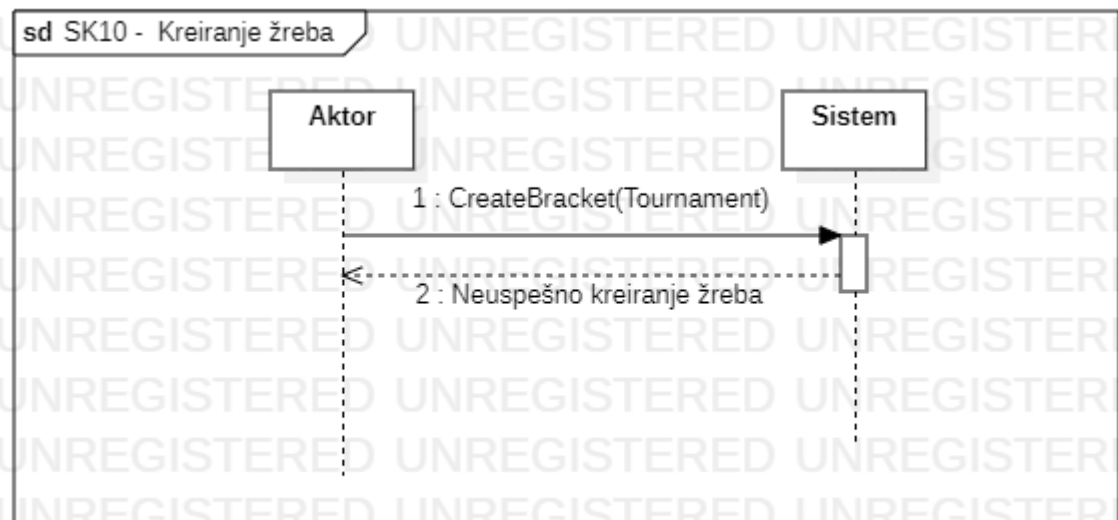 sd SK10 - Kreiranje žreba
UNREGISTERED UNREGISTERED
Aktor
Sistem
1 : CreateBracket(Tournament)
2 : Neuspešno kreiranje žreba